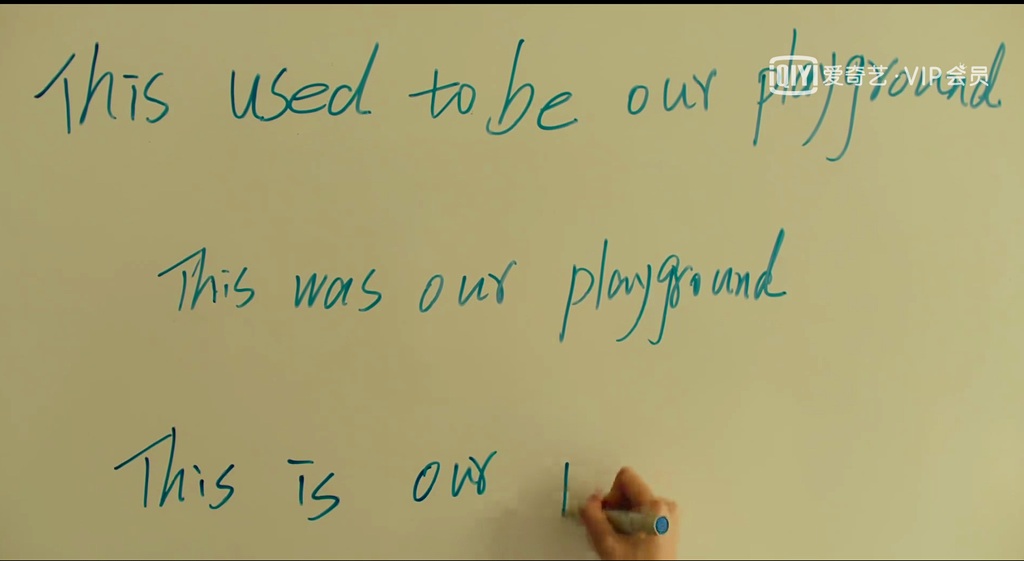 This used to be our playground
iQIYI 爱奇艺·VIP会员
This was our playground
This is our